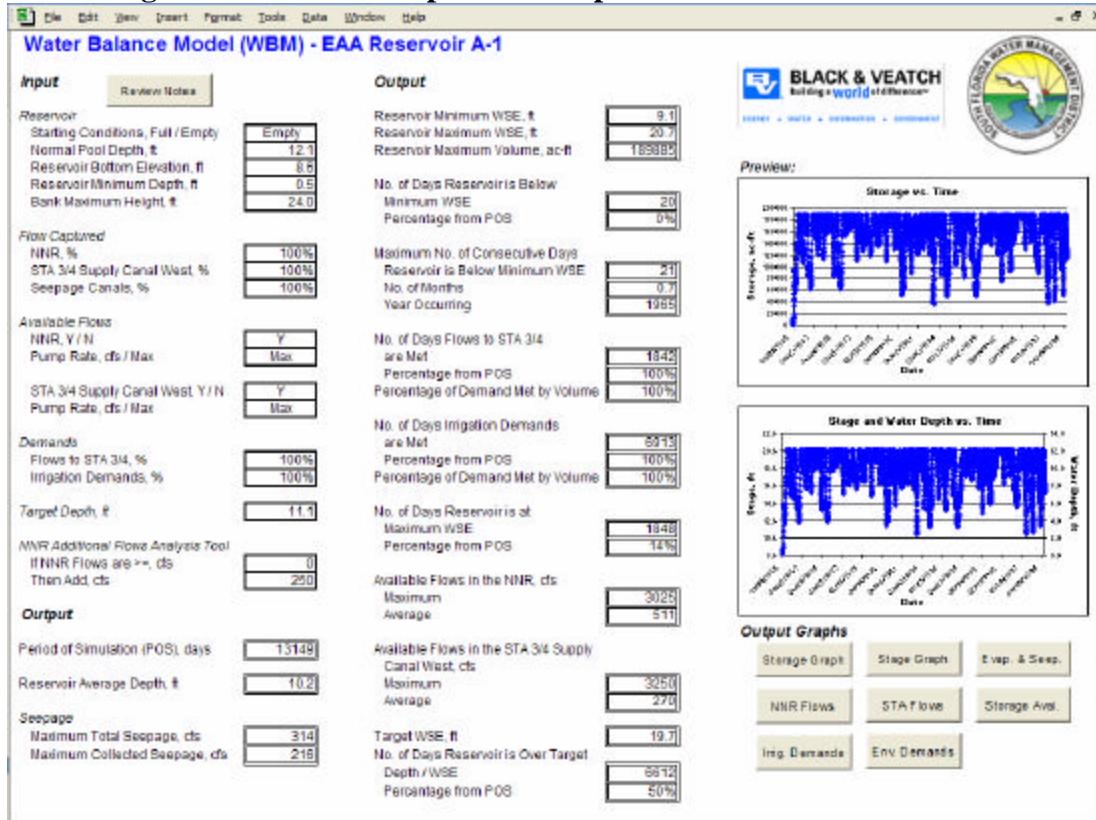 File Edit View Insert Format Tools Data Window Help
Water Balance Model (WBM) - EAA Reservoir A-1
Input
Review Notes
Reservoir
Starting Conditions, Full / Empty Empty
Normal Pool Depth, ft 12.1
Reservoir Bottom Elevation, ft 8.6
Reservoir Minimum Depth, ft 0.5
Bank Maximum Height, ft 24.0
Flow Captured
NNR, % 100%
STA 3/4 Supply Canal West, % 100%
Seepage Canals, % 100%
Available Flows
NNR, Y / N Y
Pump Rate, cfs / Max Max
STA 3/4 Supply Canal West, Y / N Y
Pump Rate, cfs / Max Max
Demands
Flows to STA 3/4, % 100%
Irrigation Demands, % 100%
Target Depth, ft 11.1
NNR Additional Flows Analysis Tool
If NNR Flows are >=, cfs 0
Then Add, cfs 250
Output
Period of Simulation (POS), days 13149
Reservoir Average Depth, ft 10.2
Seepage
Maximum Total Seepage, cfs 314
Maximum Collected Seepage, cfs 216
Output
Reservoir Minimum WSE, ft 9.1
Reservoir Maximum WSE, ft 20.7
Reservoir Maximum Volume, ac-ft 189885
No. of Days Reservoir is Below
Minimum WSE 20
Percentage from POS 0%
Maximum No. of Consecutive Days
Reservoir is Below Minimum WSE 21
No. of Months 0.7
Year Occurring 1965
No. of Days Flows to STA 3/4
are Met 1842
Percentage from POS 100%
Percentage of Demand Met by Volume 100%
No. of Days Irrigation Demands
are Met 6913
Percentage from POS 100%
Percentage of Demand Met by Volume 100%
No. of Days Reservoir is at
Maximum WSE 1848
Percentage from POS 14%
Available Flows in the NNR, cfs
Maximum 3025
Average 511
Available Flows in the STA 3/4 Supply
Canal West, cfs
Maximum 3250
Average 270
Target WSE, ft 19.7
No. of Days Reservoir is Over Target
Depth / WSE 6612
Percentage from POS 50%
BLACK & VEATCH
building a world of difference
ENERGY WATER INFORMATION GOVERNMENT
SOUTH FLORIDA WATER MANAGEMENT DISTRICT
Preview:
Storage vs. Time
Storage, ac-ft
Date
Stage and Water Depth vs. Time
Stage, ft
Water Depth, ft
Date
Output Graphs
Storage Graph Stage Graph Evap. & Seep.
NNR Flows STA Flows Storage Avai.
Irrig. Demands Env. Demands